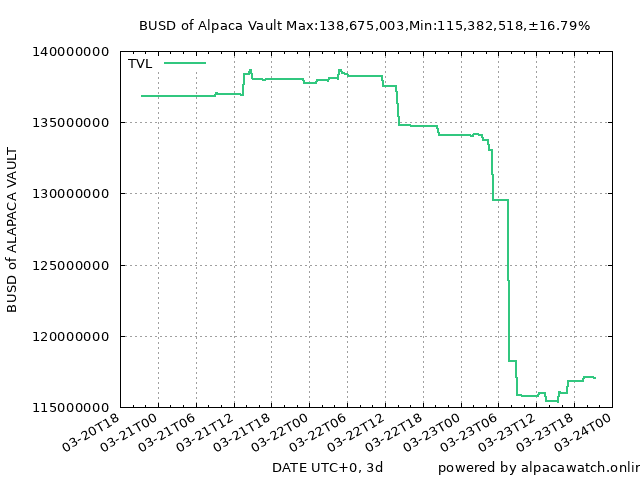 BUSD of Alpaca Vault Max:138,675,003,Min:115,382,518,±16.79%
TVL
140000000
135000000
130000000
125000000
120000000
115000000
BUSD of ALAPACA VAULT
03-20T18
03-21T00
03-21T06
03-21T12
03-21T18
03-22T00
03-22T06
03-22T12
03-22T18
03-23T00
03-23T06
03-23T12
03-23T18
03-24T00
DATE UTC+0, 3d
powered by alpacawatch.onlin